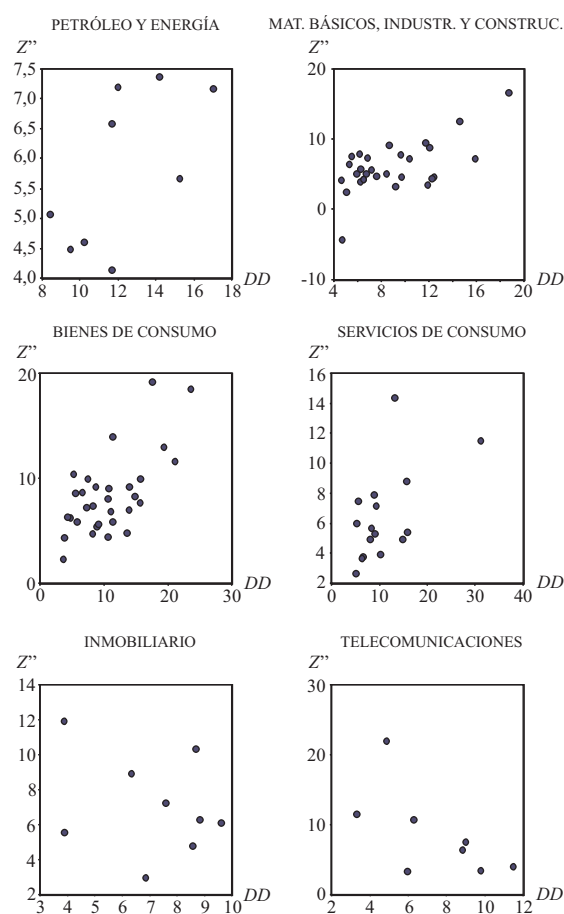 PETRÓLEO Y ENERGÍA
Z’’
7,5
7,0
6,5
6,0
5,5
5,0
4,5
4,0
8 10 12 14 16 18 DD
MAT. BÁSICOS, INDUSTR. Y CONSTRUC.
Z’’
20
10
0
-10
4 8 12 16 20 DD
BIENES DE CONSUMO
Z’’
20
10
0
0 10 20 30 DD
SERVICIOS DE CONSUMO
Z’’
16
14
12
10
8
6
4
2
0 10 20 30 40 DD
INMOBILIARIO
Z’’
14
12
10
8
6
4
2
3 4 5 6 7 8 9 10 DD
TELECOMUNICACIONES
Z’’
30
20
10
0
2 4 6 8 10 12 DD